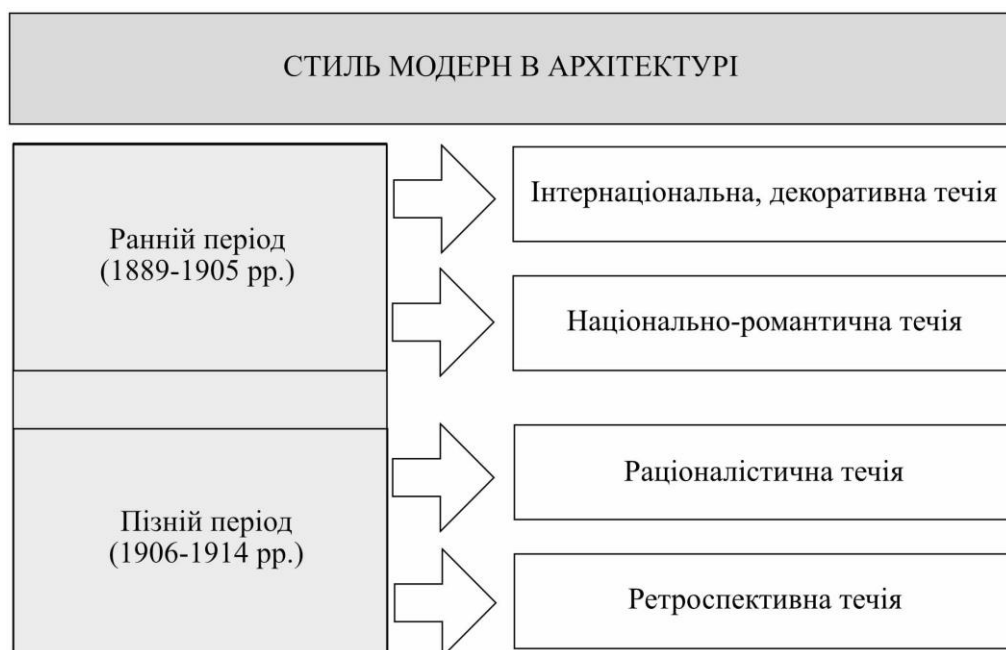 СТИЛЬ МОДЕРН В АРХІТЕКТУРІ
Ранній період
(1889-1905 рр.)
Інтернаціональна, декоративна течія
Національно-романтична течія
Пізній період
(1906-1914 рр.)
Раціоналістична течія
Ретроспективна течія